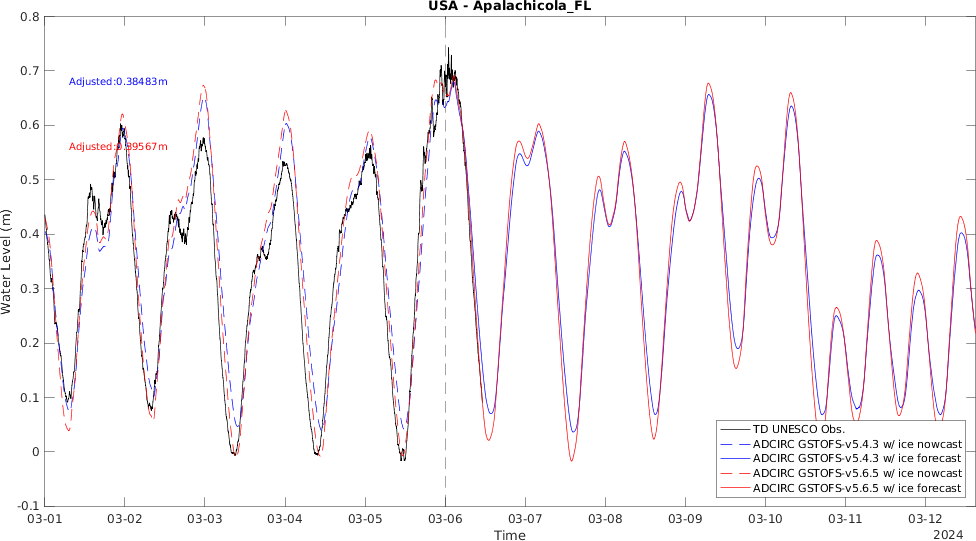 USA - Apalachicola_FL
0.8
0.7
0.6
0.5
0.4
0.3
0.2
0.1
0
-0.1
Water Level (m)
Adjusted:0.38483m
Adjusted:0.39567m
TD UNESCO Obs.
ADCIRC GSTOFS-v5.4.3 w/ ice nowcast
ADCIRC GSTOFS-v5.4.3 w/ ice forecast
ADCIRC GSTOFS-v5.6.5 w/ ice nowcast
ADCIRC GSTOFS-v5.6.5 w/ ice forecast
03-01 03-02 03-03 03-04 03-05 03-06 03-07 03-08 03-09 03-10 03-11 03-12
Time
2024